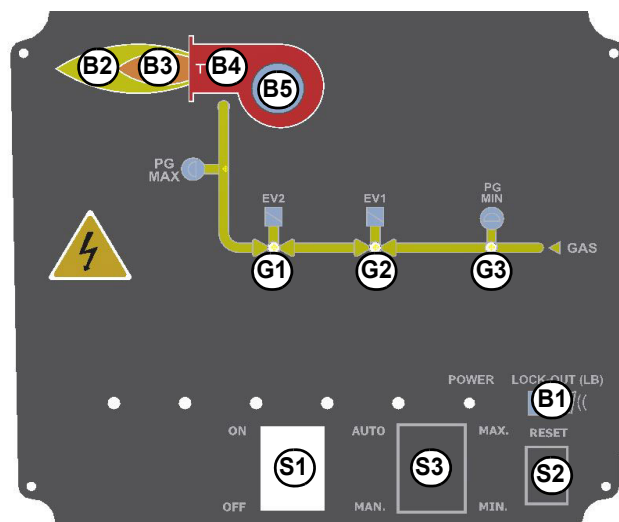 B2 B3 T B4
B5
PG
MAX
EV2
EV1
PG
MIN
GAS
G1
G2
G3
POWER
LOCK-OUT (LB)
B1
ON
AUTO
MAX.
RESET
S1
S3
S2
OFF
MAN.
MIN.